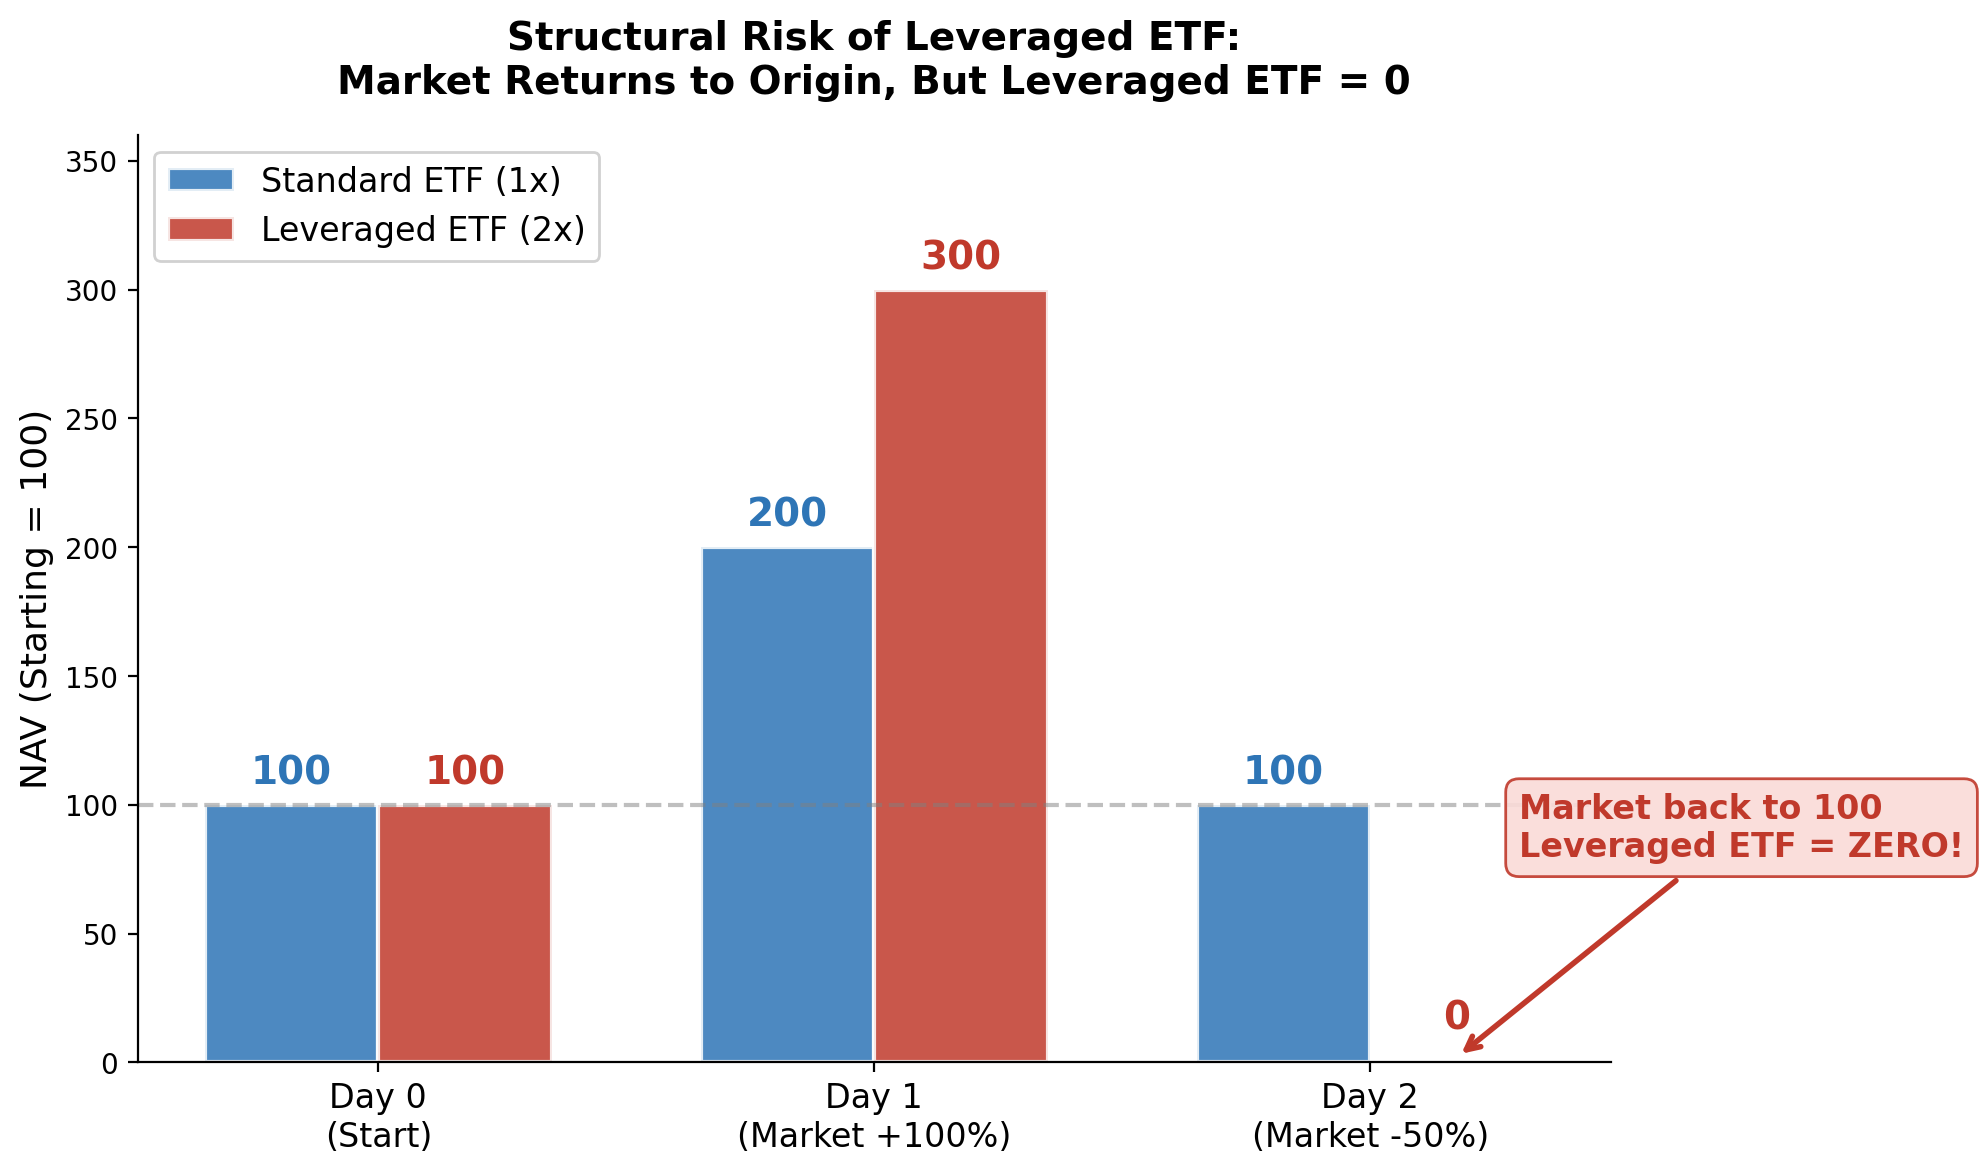 Structural Risk of Leveraged ETF:
Market Returns to Origin, But Leveraged ETF = 0
Standard ETF (1x)
Leveraged ETF (2x)
NAV (Starting = 100)
350
300
250
200
150
100
50
0
100
100
200
300
100
0
Market back to 100
Leveraged ETF = ZERO!
Day 0
(Start)
Day 1
(Market +100%)
Day 2
(Market -50%)